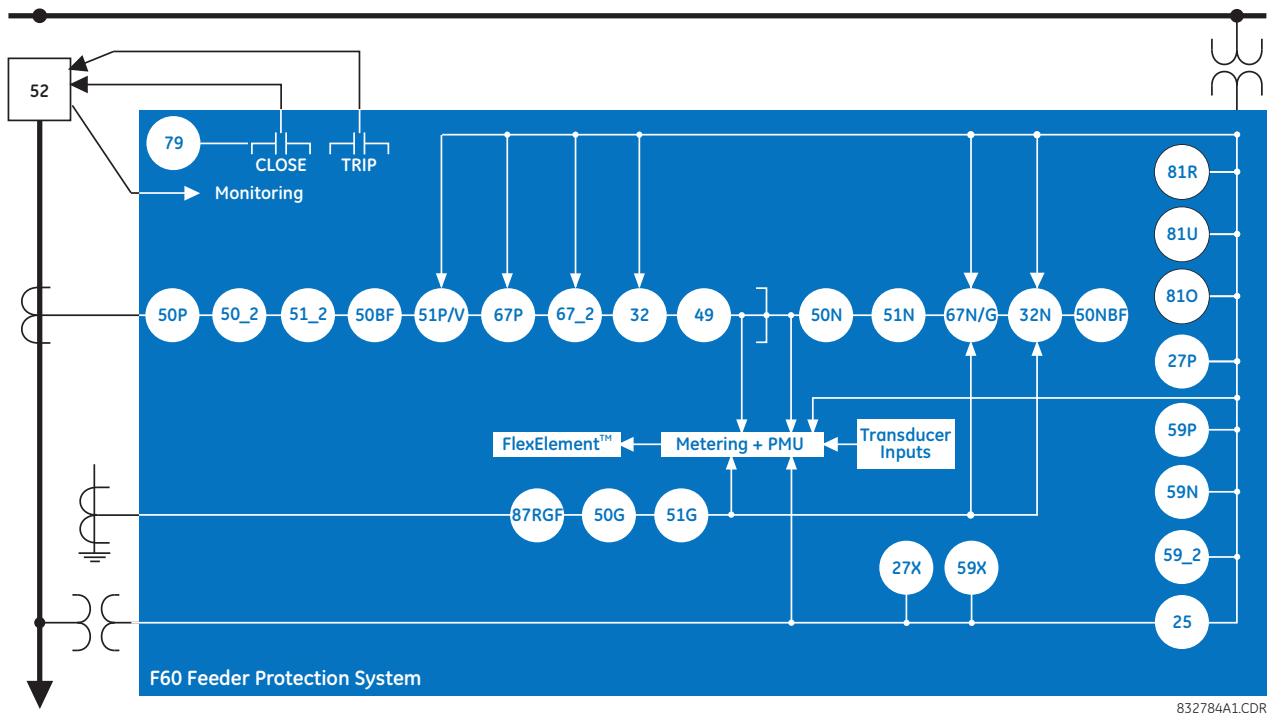 52
79
CLOSE
TRIP
Monitoring
81R
81U
81O
50P
50_2
51_2
50BF
51P/V
67P
67_2
32
49
50N
51N
67N/G
32N
50NBF
27P
FlexElement™
Metering + PMU
Transducer
Inputs
59P
59N
87RGF
50G
51G
27X
59X
59_2
25
F60 Feeder Protection System
832784A1.CDR